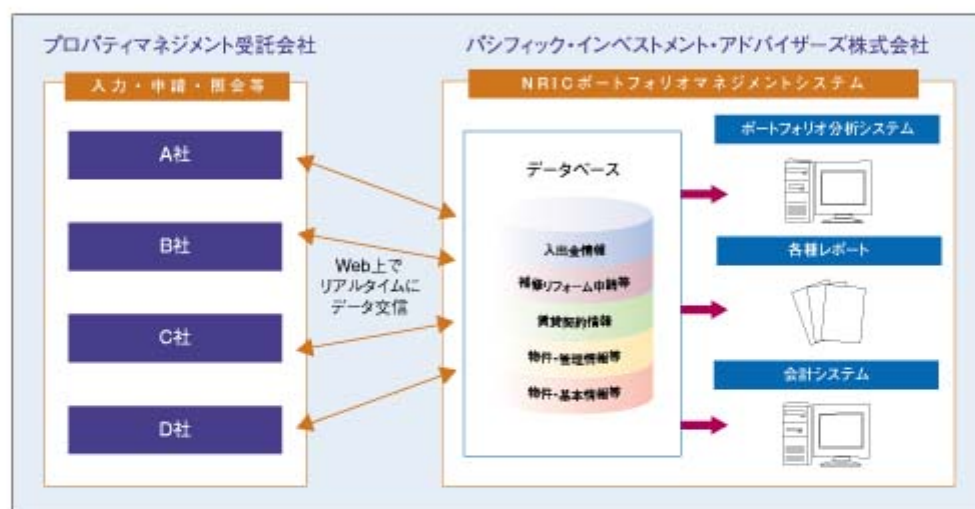 プロパティマネジメント受託会社
入力・申請・照会等
A社
B社
C社
D社
Web上で
リアルタイムに
データ交信
パシフィック・インベストメント・アドバイザーズ株式会社
NRICポートフォリオマネジメントシステム
データベース
入出金情報
補修リフォーム申請等
賃貸契約情報
物件・管理情報等
物件・基本情報等
ポートフォリオ分析システム
各種レポート
会計システム